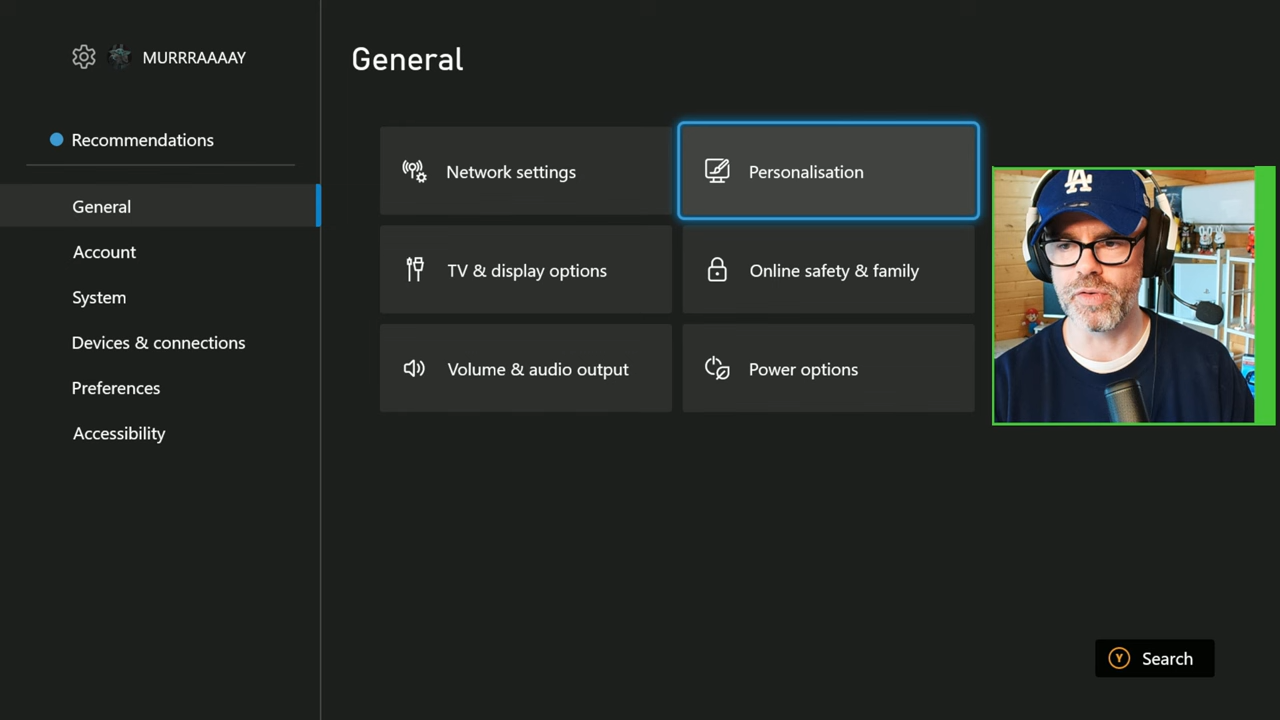 MURRRAAAAY
General
Recommendations
General
Account
System
Devices & connections
Preferences
Accessibility
Network settings
Personalisation
TV & display options
Online safety & family
Volume & audio output
Power options
LA
Y Search